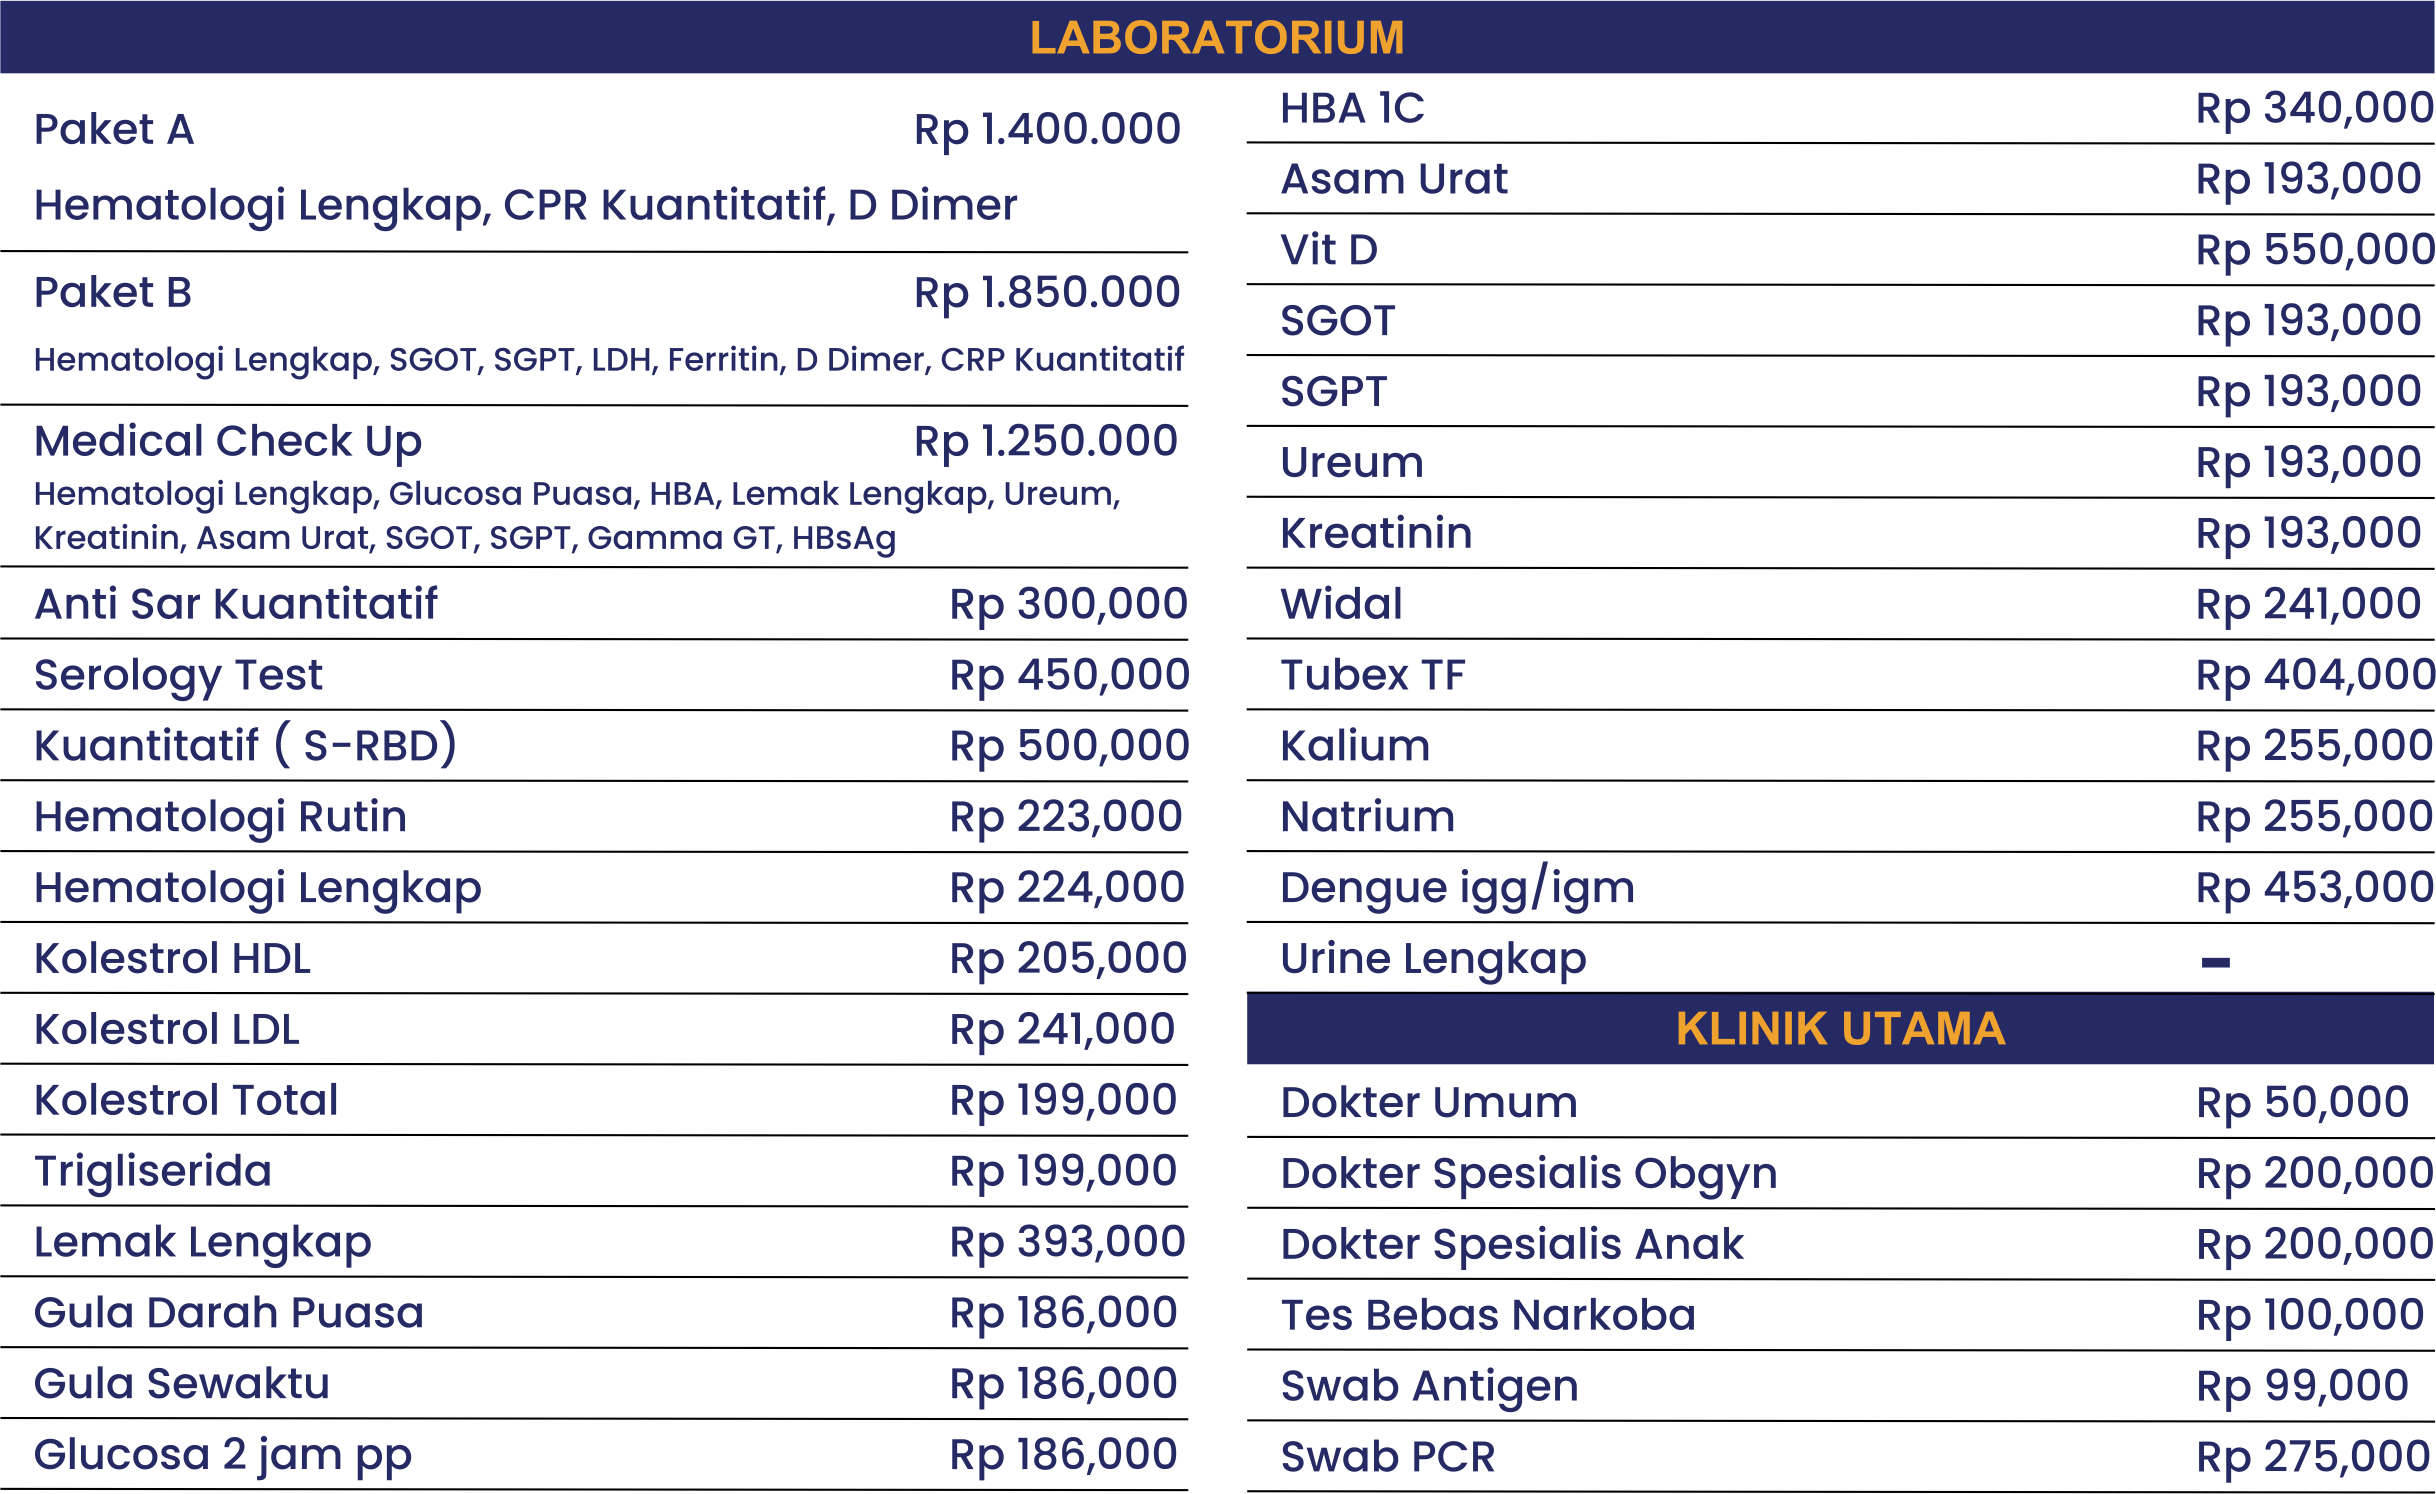 LABORATORIUM
Paket A Rp 1.400.000
Hematologi Lengkap, CPR Kuantitatif, D Dimer
Paket B Rp 1.850.000
Hematologi Lengkap, SGOT, SGPT, LDH, Ferritin, D Dimer, CRP Kuantitatif
Medical Check Up Rp 1.250.000
Hematologi Lengkap, Glucosa Puasa, HBA, Lemak Lengkap, Ureum,
Kreatinin, Asam Urat, SGOT, SGPT, Gamma GT, HBsAg
Anti Sar Kuantitatif Rp 300,000
Serology Test Rp 450,000
Kuantitatif ( S-RBD) Rp 500,000
Hematologi Rutin Rp 223,000
Hematologi Lengkap Rp 224,000
Kolestrol HDL Rp 205,000
Kolestrol LDL Rp 241,000
Kolestrol Total Rp 199,000
Trigliserida Rp 199,000
Lemak Lengkap Rp 393,000
Gula Darah Puasa Rp 186,000
Gula Sewaktu Rp 186,000
Glucosa 2 jam pp Rp 186,000
HBA 1C Rp 340,000
Asam Urat Rp 193,000
Vit D Rp 550,000
SGOT Rp 193,000
SGPT Rp 193,000
Ureum Rp 193,000
Kreatinin Rp 193,000
Widal Rp 241,000
Tubex TF Rp 404,000
Kalium Rp 255,000
Natrium Rp 255,000
Dengue igg/igm Rp 453,000
Urine Lengkap -
KLINIK UTAMA
Dokter Umum Rp 50,000
Dokter Spesialis Obgyn Rp 200,000
Dokter Spesialis Anak Rp 200,000
Tes Bebas Narkoba Rp 100,000
Swab Antigen Rp 99,000
Swab PCR Rp 275,000